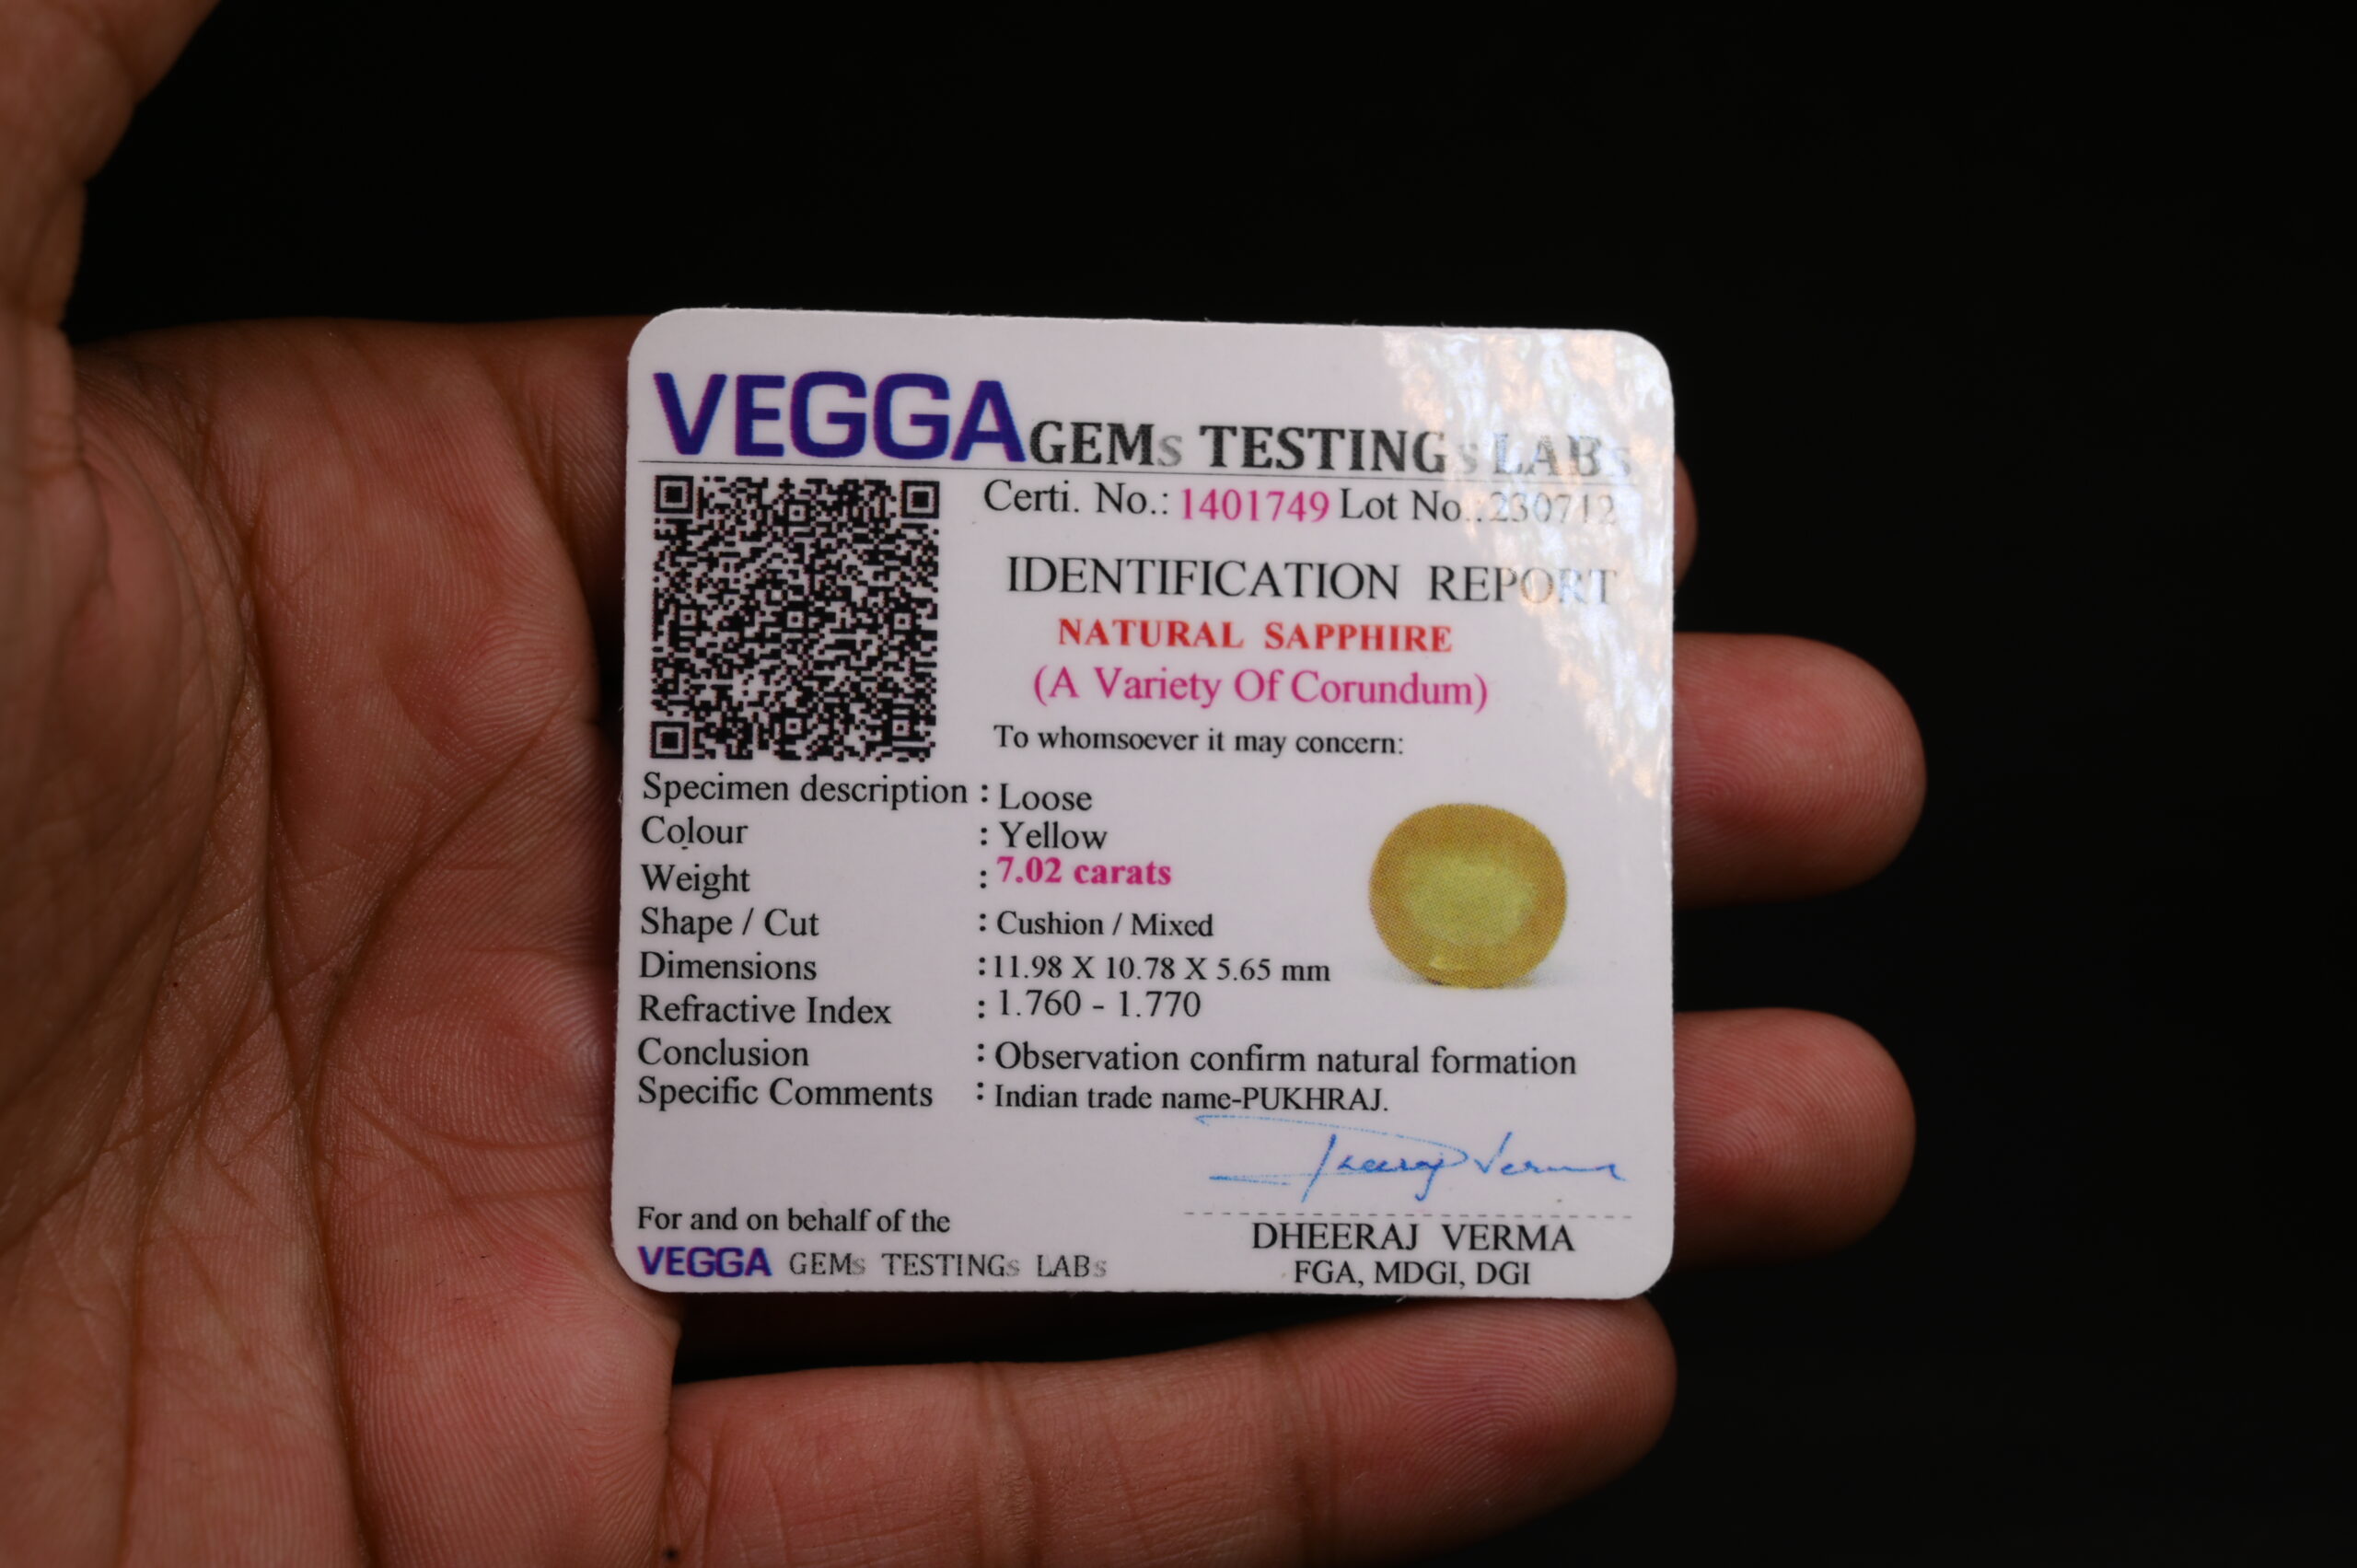 VEGGA GEMs TESTINGs LABs
Certi. No.: 1401749 Lot No.:230712
IDENTIFICATION REPORT
NATURAL SAPPHIRE
(A Variety Of Corundum)
To whomsoever it may concern:
Specimen description : Loose
Colour : Yellow
Weight : 7.02 carats
Shape / Cut : Cushion / Mixed
Dimensions :11.98 X 10.78 X 5.65 mm
Refractive Index : 1.760 - 1.770
Conclusion : Observation confirm natural formation
Specific Comments : Indian trade name-PUKHRAJ.
Dheeraj Verma
For and on behalf of the
VEGGA GEMs TESTINGs LABs
DHEERAJ VERMA
FGA, MDGI, DGI